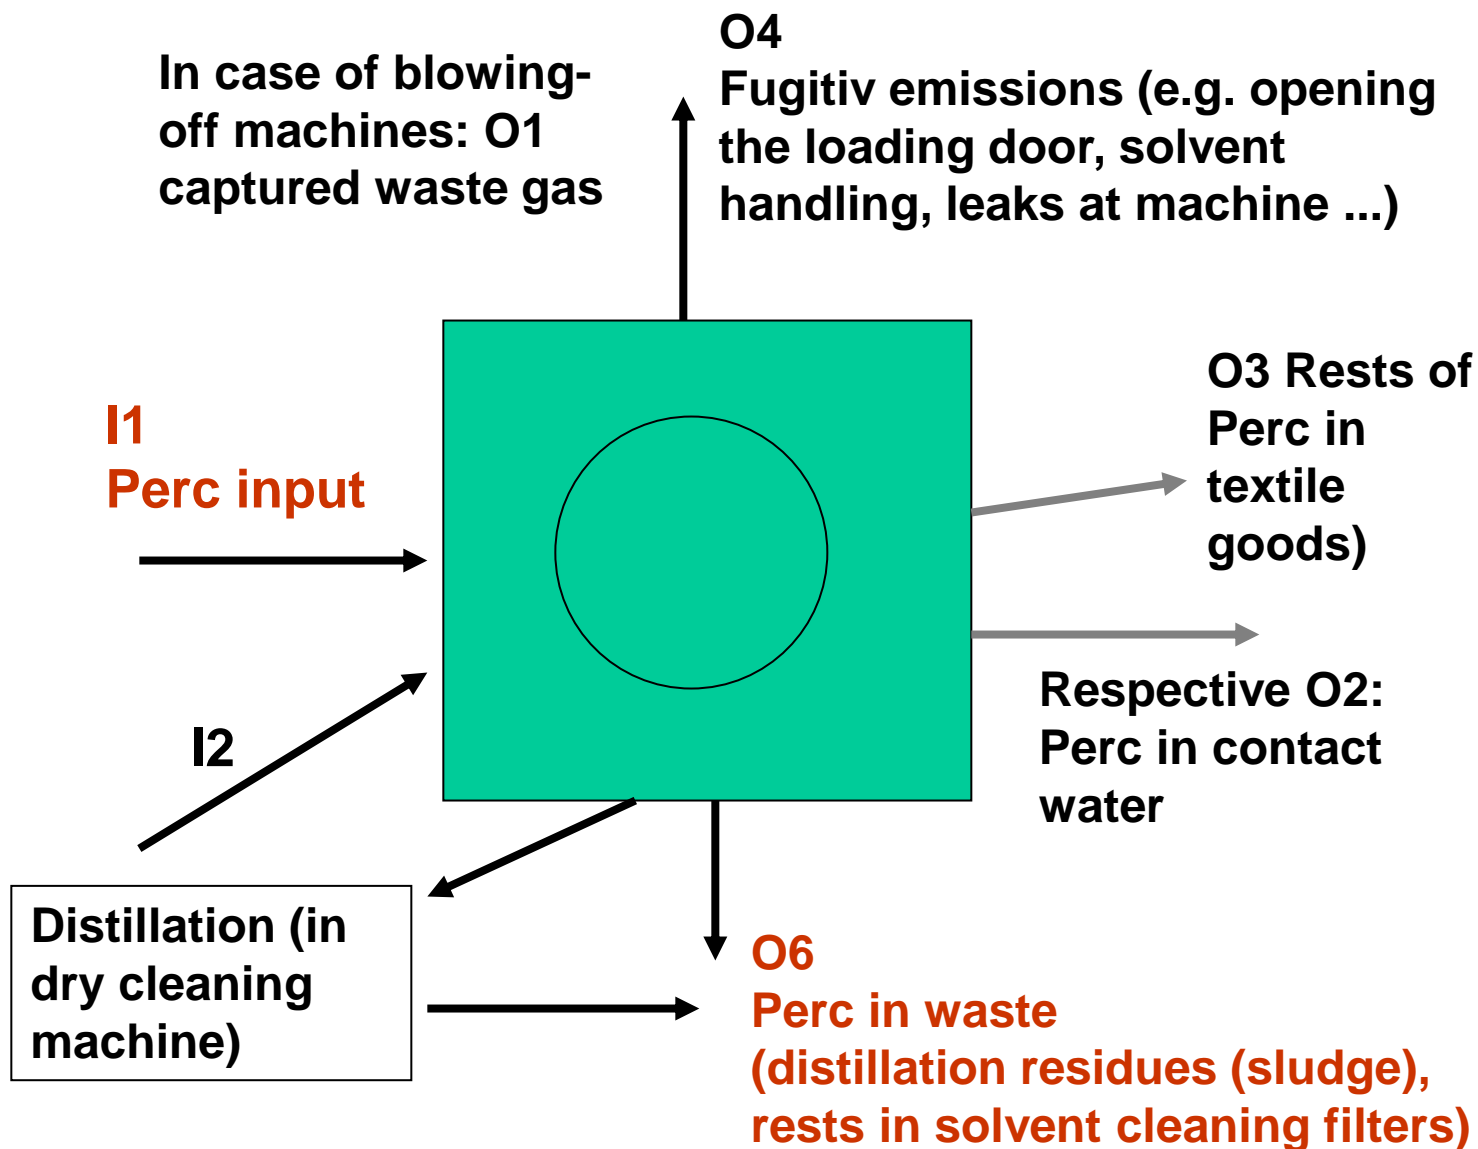 In case of blowing-
off machines: O1
captured waste gas
O4
Fugitiv emissions (e.g. opening
the loading door, solvent
handling, leaks at machine ...)
I1
Perc input
O3 Rests of
Perc in
textile
goods)
I2
Respective O2:
Perc in contact
water
Distillation (in
dry cleaning
machine)
O6
Perc in waste
(distillation residues (sludge),
rests in solvent cleaning filters)